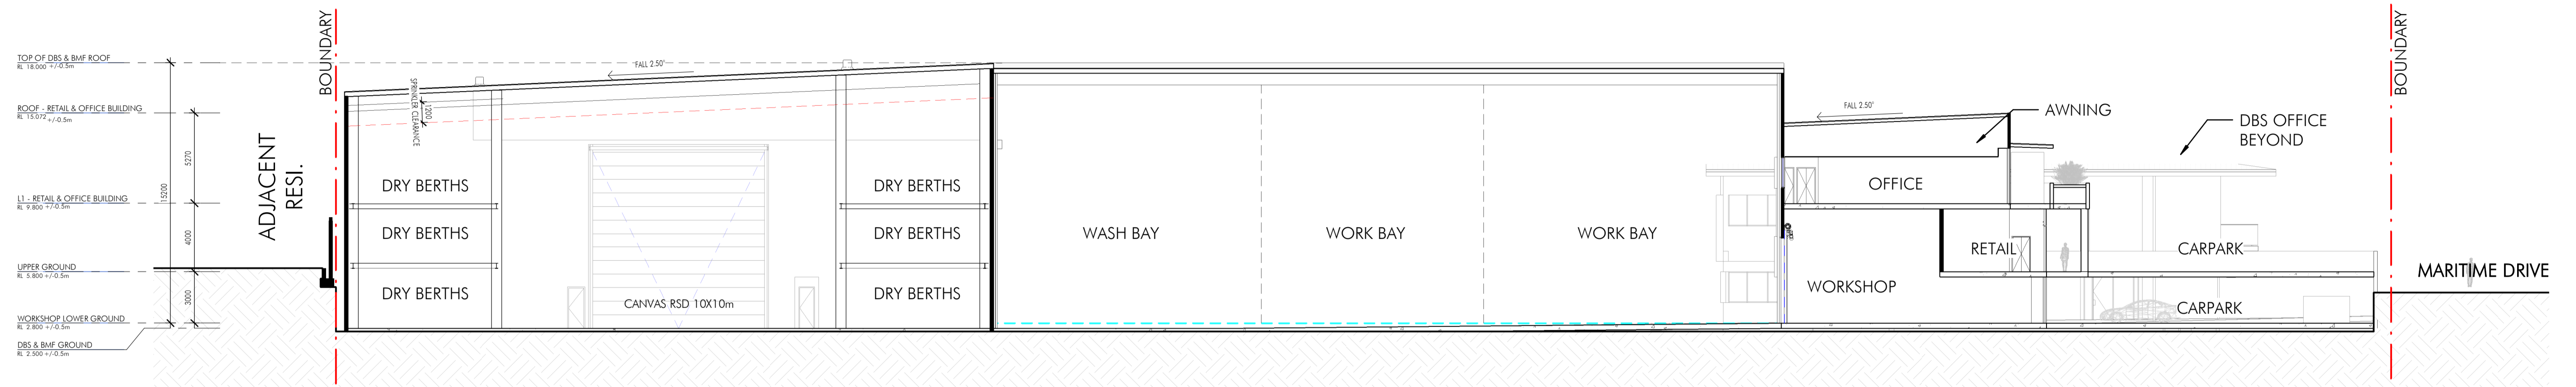 TOP OF DBS & BMF ROOF
RL 18.000 +/-0.5m
ROOF - RETAIL & OFFICE BUILDING
RL 15.072 +/-0.5m
L1 - RETAIL & OFFICE BUILDING
RL 9.800 +/-0.5m
UPPER GROUND
RL 5.800 +/-0.5m
WORKSHOP LOWER GROUND
RL 2.800 +/-0.5m
DBS & BMF GROUND
RL 2.500 +/-0.5m
15200
5270
4000
3000
ADJACENT
RESI.
BOUNDARY
SPRINKLER CLEARANCE
1200
FALL 2.50°
DRY BERTHS
DRY BERTHS
DRY BERTHS
CANVAS RSD 10X10m
DRY BERTHS
DRY BERTHS
DRY BERTHS
WASH BAY
WORK BAY
WORK BAY
FALL 2.50°
AWNING
DBS OFFICE
BEYOND
OFFICE
RETAIL
CARPARK
WORKSHOP
CARPARK
BOUNDARY
MARITIME DRIVE